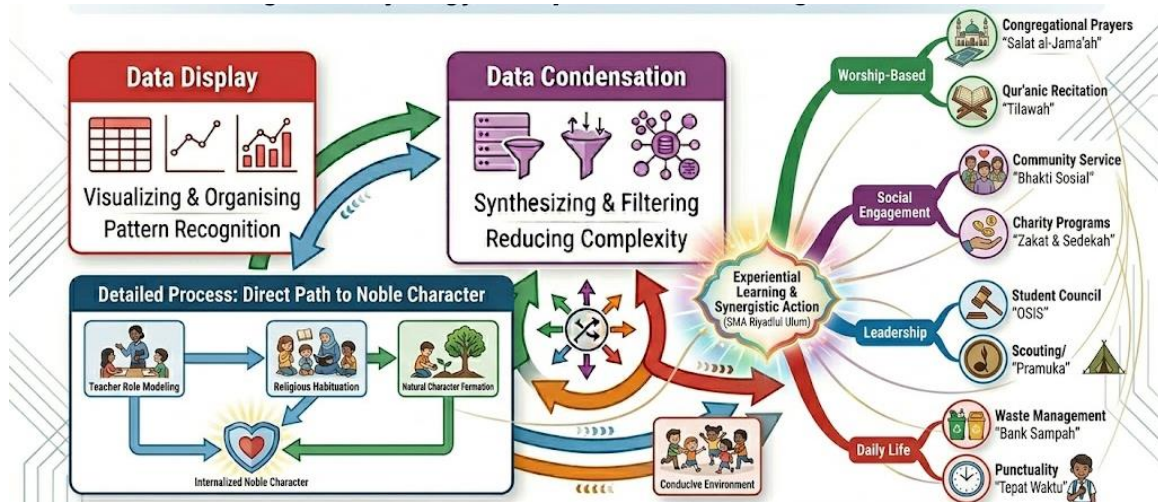 Data Display
Visualizing & Organising
Pattern Recognition
Data Condensation
Synthesizing & Filtering
Reducing Complexity
Detailed Process: Direct Path to Noble Character
Teacher Role Modeling
Religious Habituation
Natural Character Fernation
Internalized Noble Character
Conducive Environment
Experiential
Learning &
Synergistic Action
(SMA Riyadlul Ulum)
Worship-Based
Congregational Prayers
"Salat al-Jama'ah
Qur'anic Recitation
"Tilawah"
Social
Engagement
Community Service
"Bhakti Sosial"
Charity Programs
"Zakat & Sedekah"
Leadership
Student Council
"OSIS"
Scouting/
"Pramuka"
Daily Life
Waste Management
"Bank Sampah"
Punctuality
"Tepat Waktu"